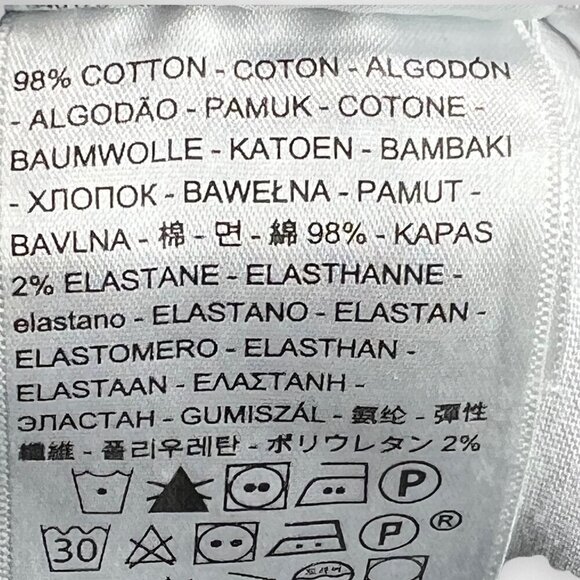 98% COTTON - COTON - ALGODÓN
- ALGODÃO - PAMUK - COTONE -
BAUMWOLLE - KATOEN - BAMBAKI
- ХЛОПОК - BAWEŁNA - PAMUT -
BAVLNA - 棉 - 면 - 綿 98% - KAPAS
2% ELASTANE - ELASTHANNE -
elastano - ELASTANO - ELASTAN -
ELASTOMERO - ELASTHAN -
ELASTAAN - ΕΛΑΣΤΑΝΗ -
ЭЛАСТАН - GUMISZÁL - 氨纶 - 彈性
纖維 - 폴리우레탄 - ポリウレタン 2%
P
30 P ®